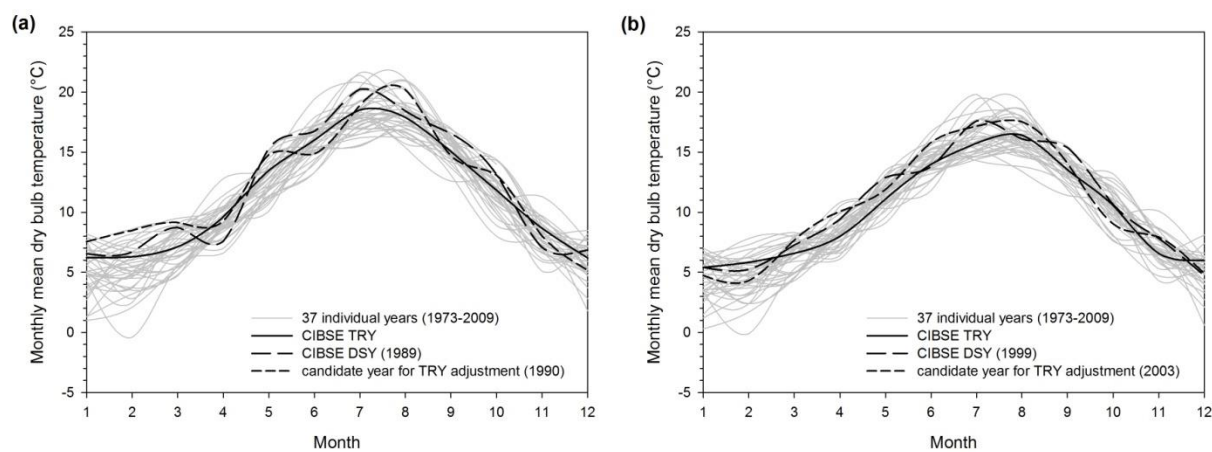 (a)
25
20
15
10
5
0
-5
Monthly mean dry bulb temperature (°C)
37 individual years (1973-2009)
CIBSE TRY
CIBSE DSY (1989)
candidate year for TRY adjustment (1990)
1 2 3 4 5 6 7 8 9 10 11 12
Month
(b)
25
20
15
10
5
0
-5
Monthly mean dry bulb temperature (°C)
37 individual years (1973-2009)
CIBSE TRY
CIBSE DSY (1999)
candidate year for TRY adjustment (2003)
1 2 3 4 5 6 7 8 9 10 11 12
Month